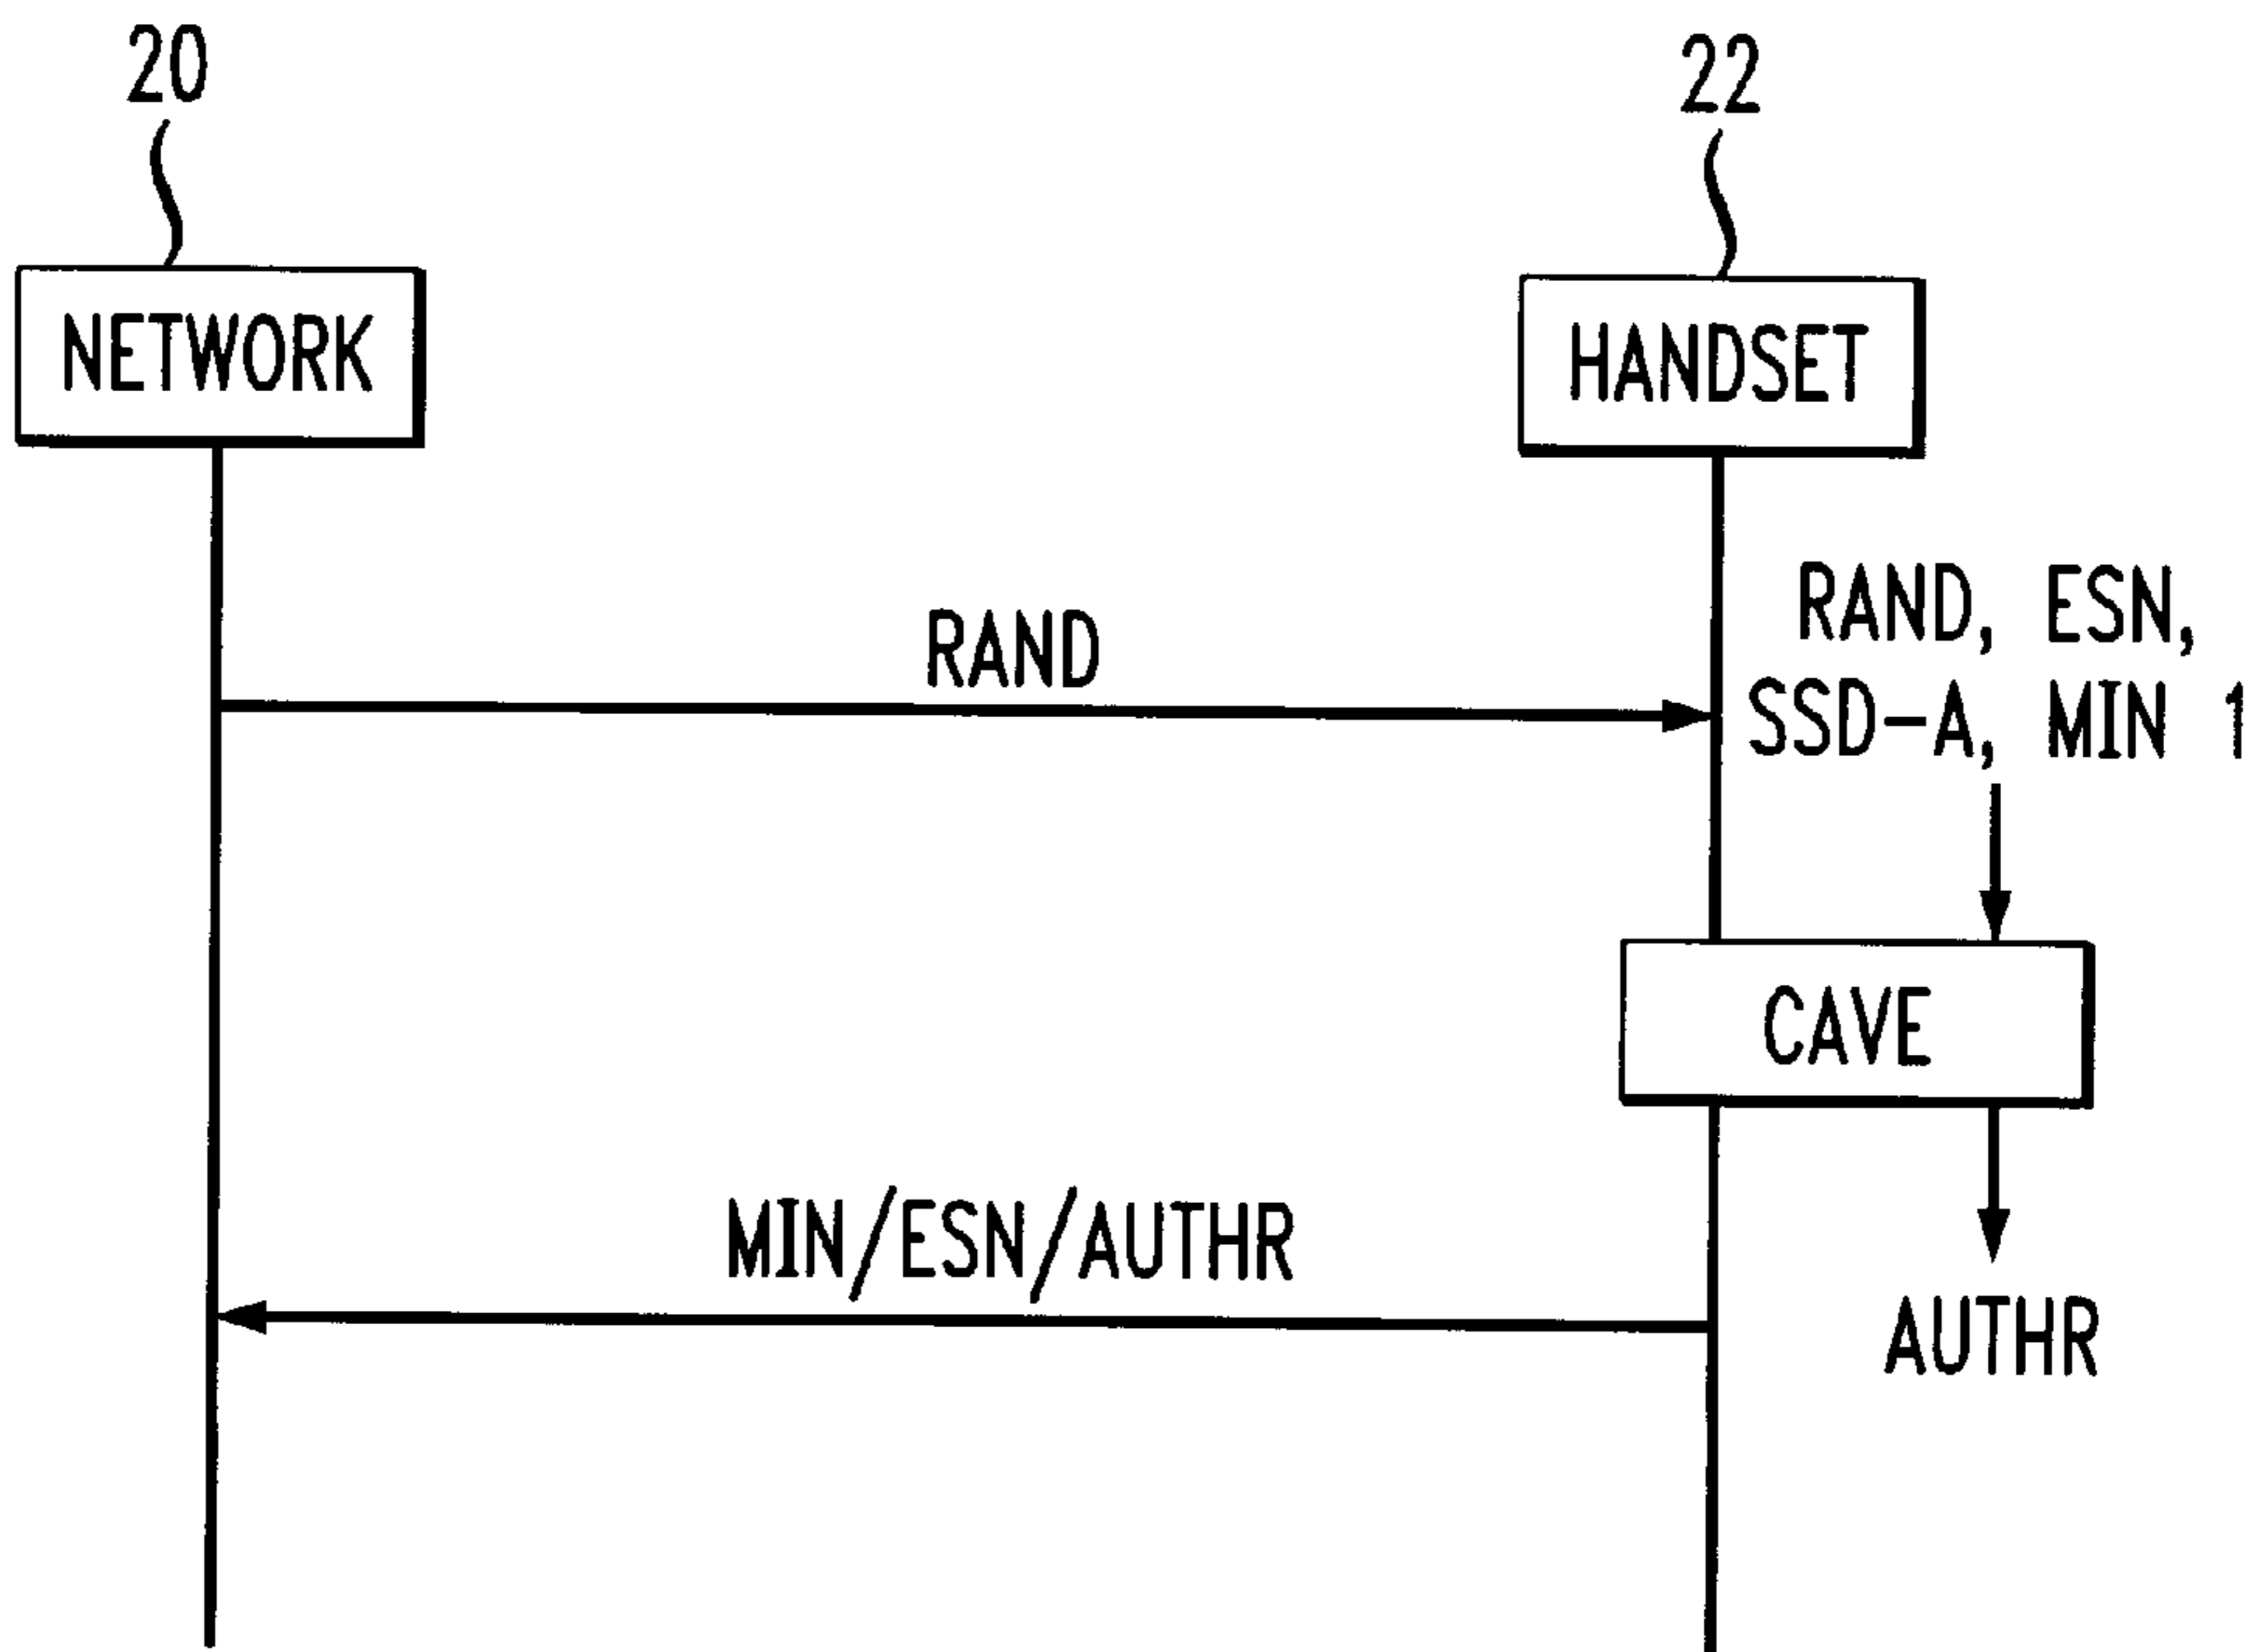 20
22
NETWORK
HANDSET
RAND
RAND, ESN,
SSD-A, MIN 1
CAVE
MIN/ESN/AUTHR
AUTHR